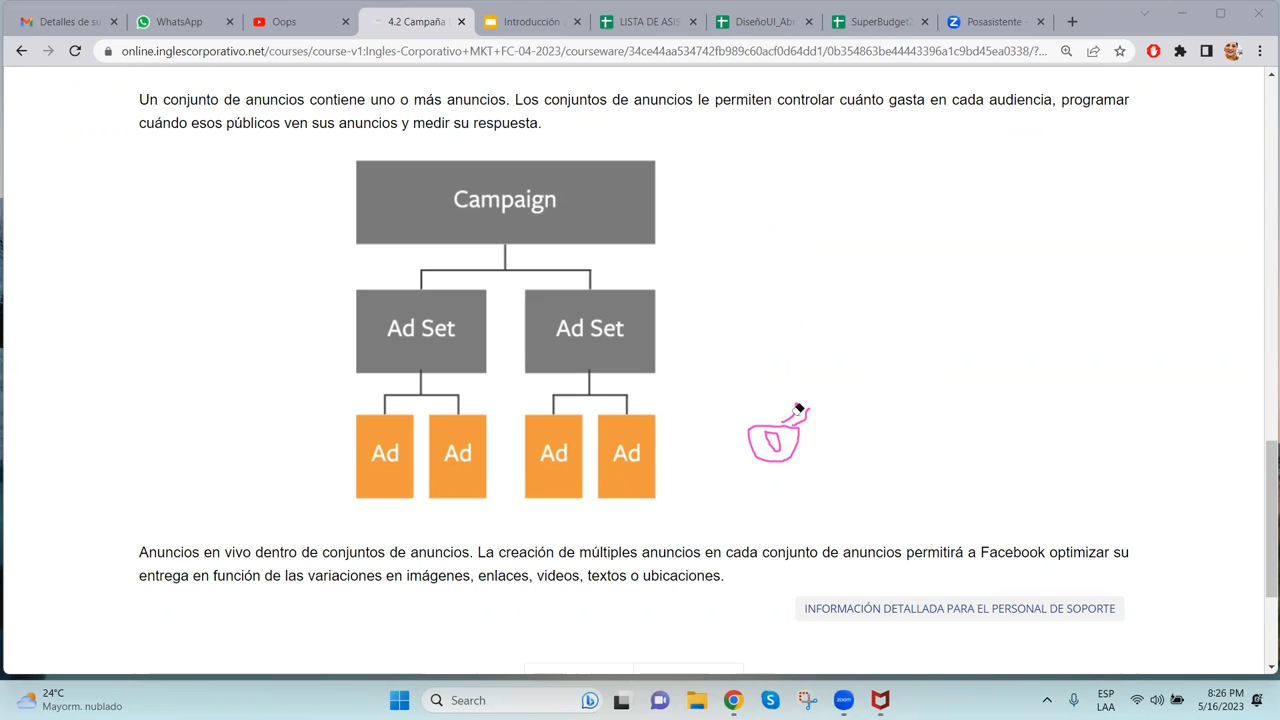 Detalles de su
WhatsApp
Oops
4.2 Campaña
Introducción
LISTA DE ASIS
DiseñoUI_Abu
SuperBudget
Posasistente -
online.inglescorporativo.net/courses/course-v1:Ingles-Corporativo+MKT+FC-04-2023/courseware/34ce44aa534742fb989c60acf0d64dd1/0b354863be44443396a1c9bd45ea0338/?...
Un conjunto de anuncios contiene uno o más anuncios. Los conjuntos de anuncios le permiten controlar cuánto gasta en cada audiencia, programar
cuándo esos públicos ven sus anuncios y medir su respuesta.
Campaign
Ad Set
Ad Set
Ad
Ad
Ad
Ad
Anuncios en vivo dentro de conjuntos de anuncios. La creación de múltiples anuncios en cada conjunto de anuncios permitirá a Facebook optimizar su
entrega en función de las variaciones en imágenes, enlaces, videos, textos o ubicaciones.
INFORMACIÓN DETALLADA PARA EL PERSONAL DE SOPORTE
24°C
Mayorm. nublado
Search
zoom
ESP
LAA
8:26 PM
5/16/2023